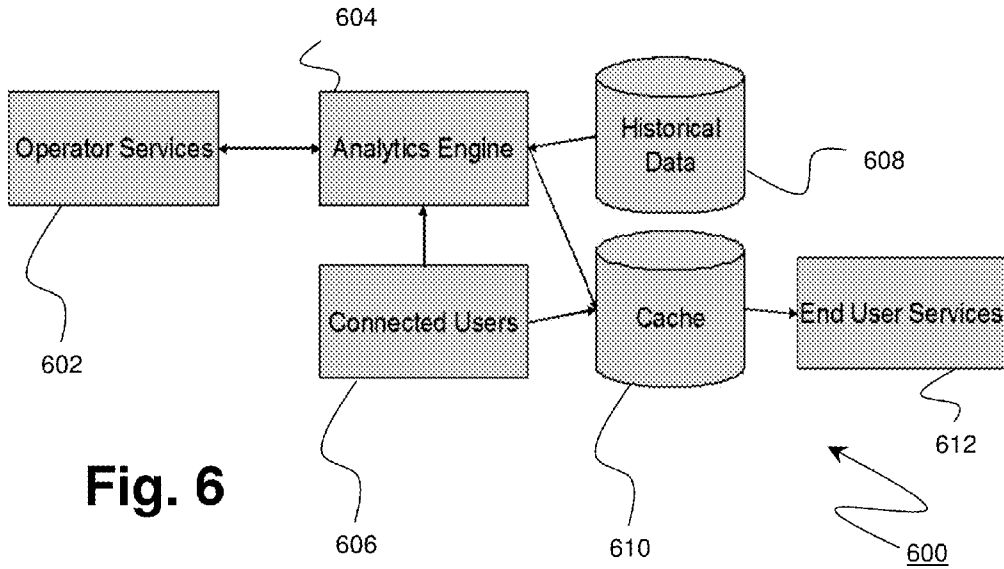 604
Operator Services
Analytics Engine
Historical
Data
608
Connected Users
Cache
End User Services
602
612
Fig. 6
606
610
600